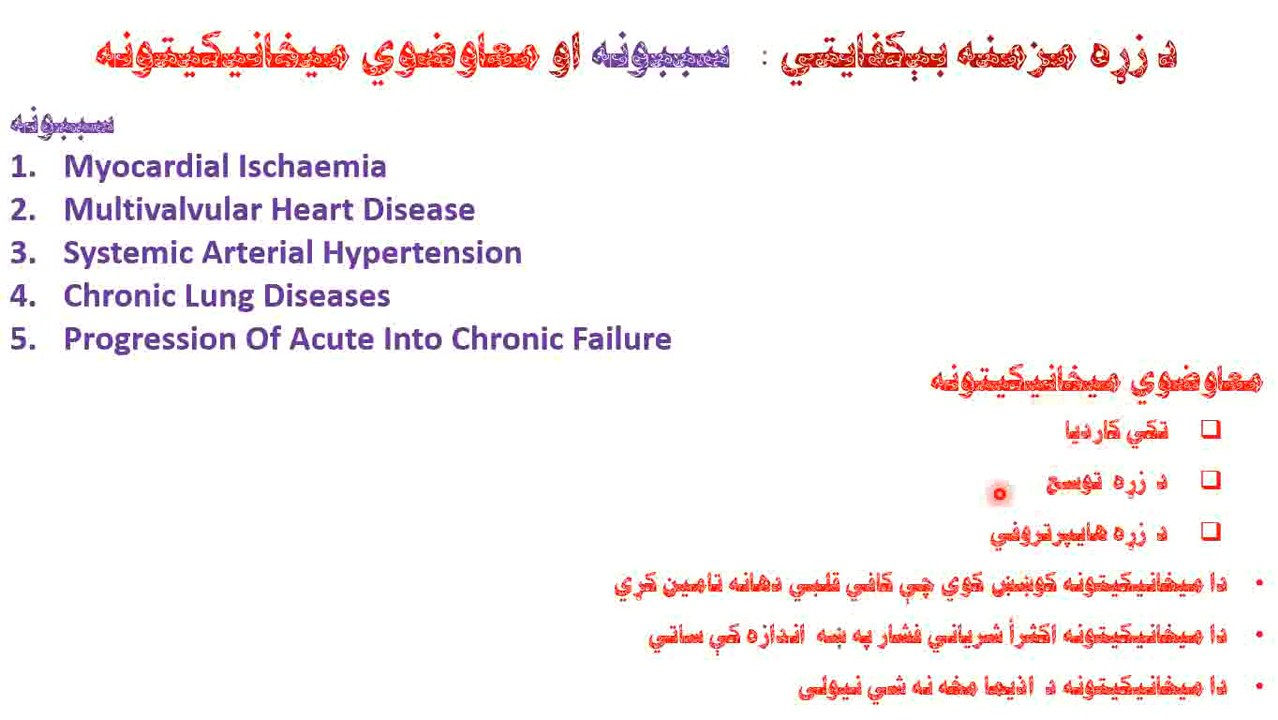 د زړه مزمنه بېکفايتي : سببونه او معاوضوي ميخانيکيتونه
سببونه
1. Myocardial Ischaemia
2. Multivalvular Heart Disease
3. Systemic Arterial Hypertension
4. Chronic Lung Diseases
5. Progression Of Acute Into Chronic Failure
معاوضوي ميخانيکيتونه
❑ تکي کارديا
❑ د زړه توسع
❑ د زړه هايپرتروفي
• دا ميخانيکيتونه کوښښ کوي چې کافي قلبي دهانه تامين کړي
• دا ميخانيکيتونه اکثرأ شرياني فشار په ښه اندازه کې ساتي
• دا ميخانيکيتونه د اذيما مخه نه شي نيولی